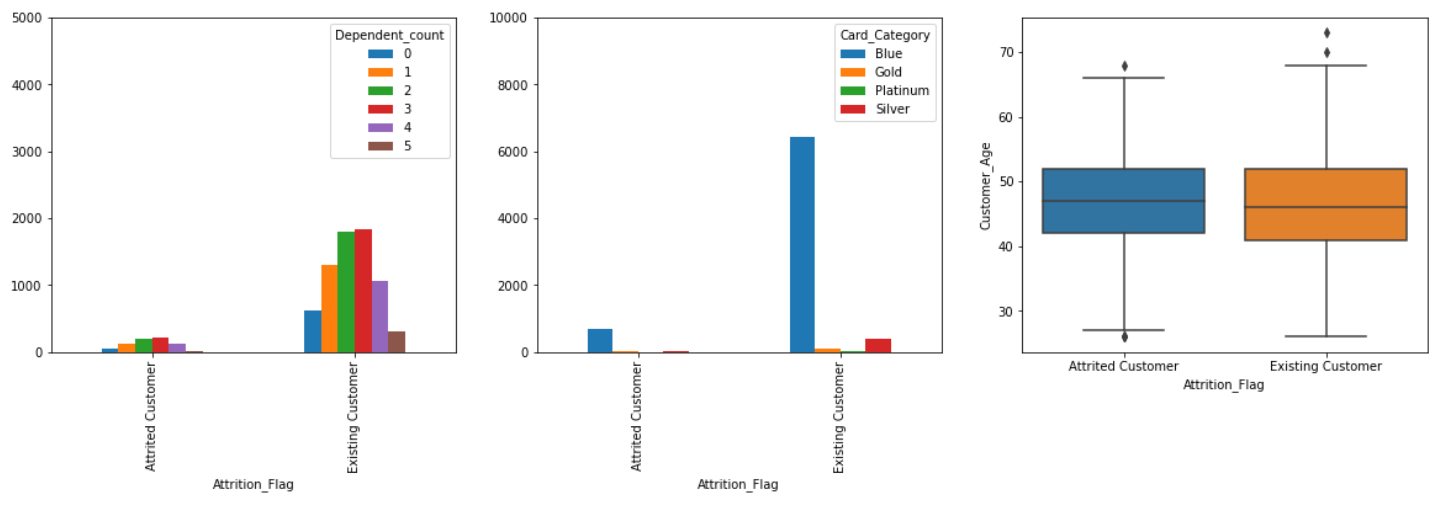 5000
4000
3000
2000
1000
0
Dependent_count
0
1
2
3
4
5
Attrited Customer
Existing Customer
Attrition_Flag
10000
8000
6000
4000
2000
0
Card_Category
Blue
Gold
Platinum
Silver
Attrited Customer
Existing Customer
Attrition_Flag
Customer_Age
70
60
50
40
30
Attrited Customer
Existing Customer
Attrition_Flag